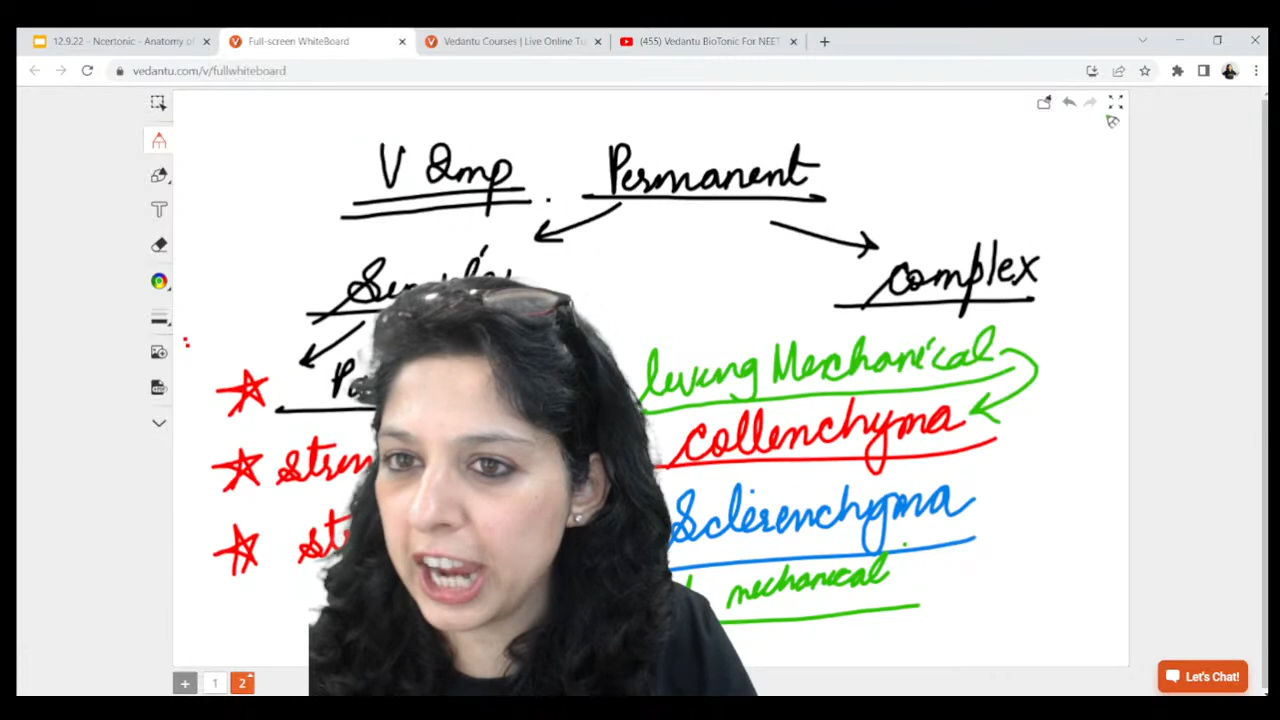 12.9.22 - Ncertonic - Anatomy of
Full-screen WhiteBoard
Vedantu Courses | Live Online Tu
(455) Vedantu BioTonic For NEET
vedantu.com/v/fullwhiteboard
V Imp . Permanent
complex
living Mechanical
collenchyma
Sclerenchyma
mechanical
1
2
Let's Chat!